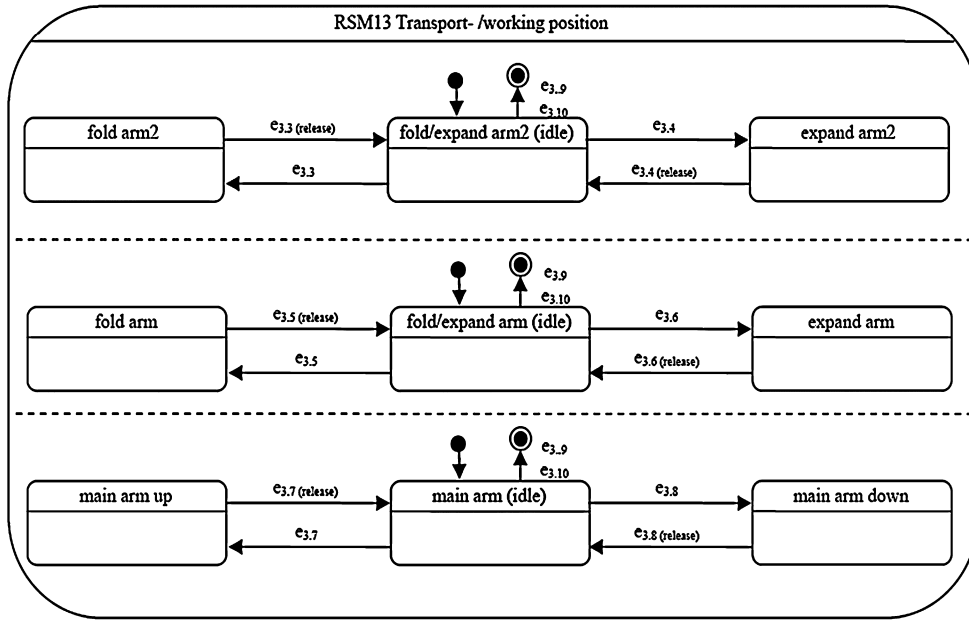 RSM13 Transport- /working position
e3..9
e3.10
fold arm2
e3.3 (release)
fold/expand arm2 (idle)
e3.4
expand arm2
e3.3
e3.4 (release)
e3.9
e3.10
fold arm
e3.5 (release)
fold/expand arm (idle)
e3.6
expand arm
e3.5
e3.6 (release)
e3..9
e3.10
main arm up
e3.7 (release)
main arm (idle)
e3.8
main arm down
e3.7
e3.8 (release)